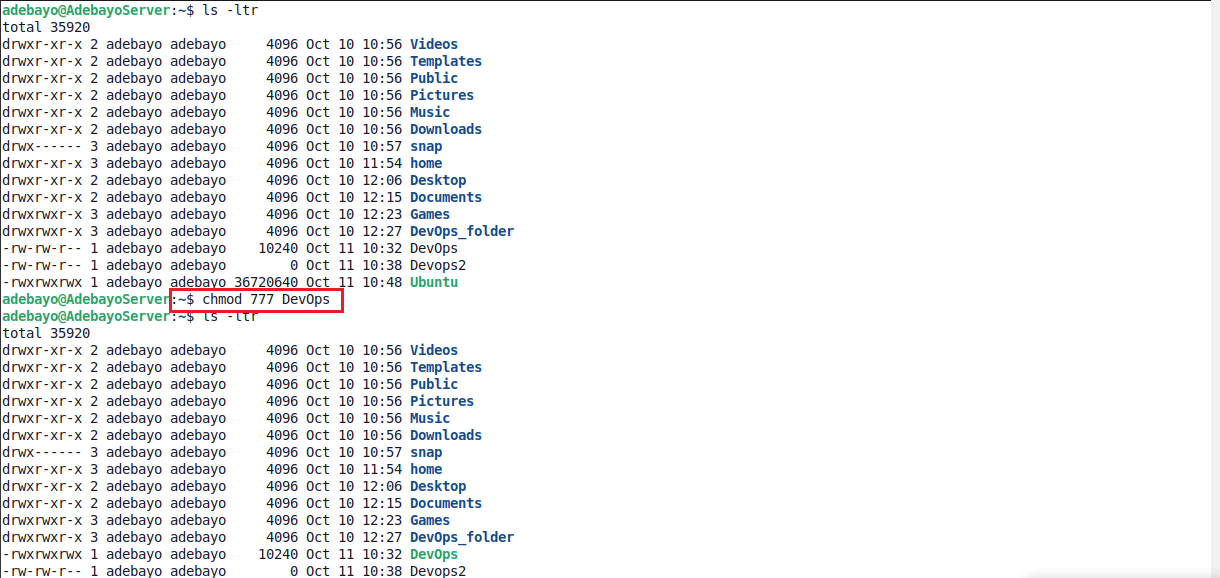 adebayo@AdebayoServer:~$ ls -ltr
total 35920
drwxr-xr-x 2 adebayo adebayo     4096 Oct 10 10:56 Videos
drwxr-xr-x 2 adebayo adebayo     4096 Oct 10 10:56 Templates
drwxr-xr-x 2 adebayo adebayo     4096 Oct 10 10:56 Public
drwxr-xr-x 2 adebayo adebayo     4096 Oct 10 10:56 Pictures
drwxr-xr-x 2 adebayo adebayo     4096 Oct 10 10:56 Music
drwxr-xr-x 2 adebayo adebayo     4096 Oct 10 10:56 Downloads
drwx------ 3 adebayo adebayo     4096 Oct 10 10:57 snap
drwxr-xr-x 3 adebayo adebayo     4096 Oct 10 11:54 home
drwxr-xr-x 2 adebayo adebayo     4096 Oct 10 12:06 Desktop
drwxr-xr-x 2 adebayo adebayo     4096 Oct 10 12:15 Documents
drwxrwxr-x 3 adebayo adebayo     4096 Oct 10 12:23 Games
drwxrwxr-x 3 adebayo adebayo     4096 Oct 10 12:27 DevOps_folder
-rw-rw-r-- 1 adebayo adebayo    10240 Oct 11 10:32 DevOps
-rw-rw-r-- 1 adebayo adebayo        0 Oct 11 10:38 Devops2
-rwxrwxrwx 1 adebayo adebayo 36720640 Oct 11 10:48 Ubuntu
adebayo@AdebayoServer:~$ chmod 777 DevOps
adebayo@AdebayoServer:~$ ls -ltr
total 35920
drwxr-xr-x 2 adebayo adebayo     4096 Oct 10 10:56 Videos
drwxr-xr-x 2 adebayo adebayo     4096 Oct 10 10:56 Templates
drwxr-xr-x 2 adebayo adebayo     4096 Oct 10 10:56 Public
drwxr-xr-x 2 adebayo adebayo     4096 Oct 10 10:56 Pictures
drwxr-xr-x 2 adebayo adebayo     4096 Oct 10 10:56 Music
drwxr-xr-x 2 adebayo adebayo     4096 Oct 10 10:56 Downloads
drwx------ 3 adebayo adebayo     4096 Oct 10 10:57 snap
drwxr-xr-x 3 adebayo adebayo     4096 Oct 10 11:54 home
drwxr-xr-x 2 adebayo adebayo     4096 Oct 10 12:06 Desktop
drwxr-xr-x 2 adebayo adebayo     4096 Oct 10 12:15 Documents
drwxrwxr-x 3 adebayo adebayo     4096 Oct 10 12:23 Games
drwxrwxr-x 3 adebayo adebayo     4096 Oct 10 12:27 DevOps_folder
-rwxrwxrwx 1 adebayo adebayo    10240 Oct 11 10:32 DevOps
-rw-rw-r-- 1 adebayo adebayo        0 Oct 11 10:38 Devops2